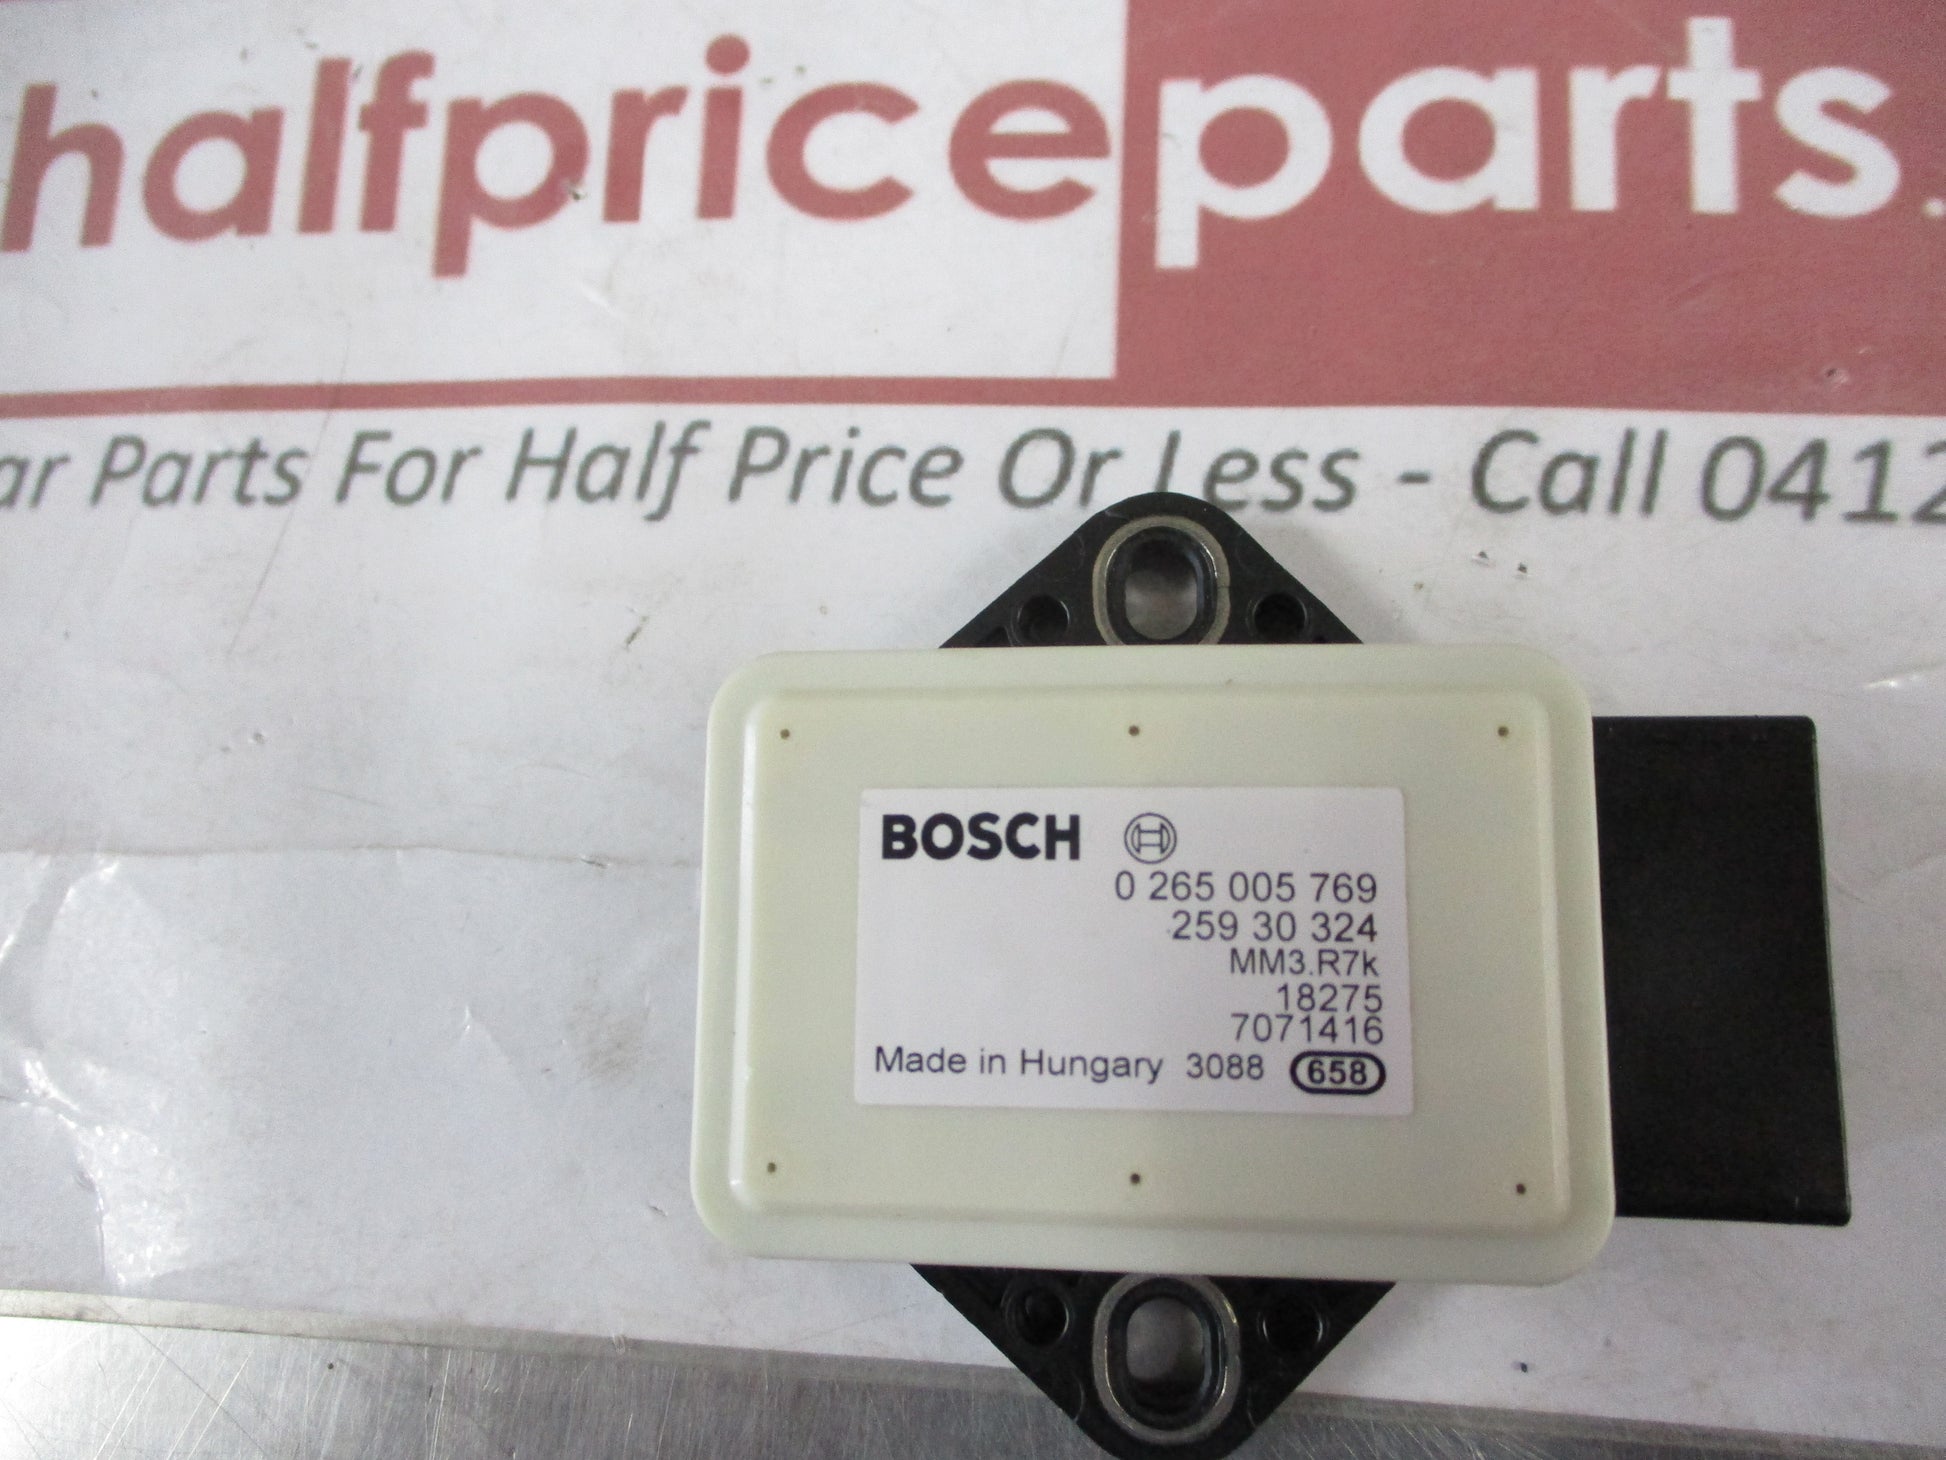 halfpriceparts.
ar Parts For Half Price Or Less - Call 0412
BOSCH
0 265 005 769
259 30 324
MM3.R7k
18275
7071416
Made in Hungary 3088 658